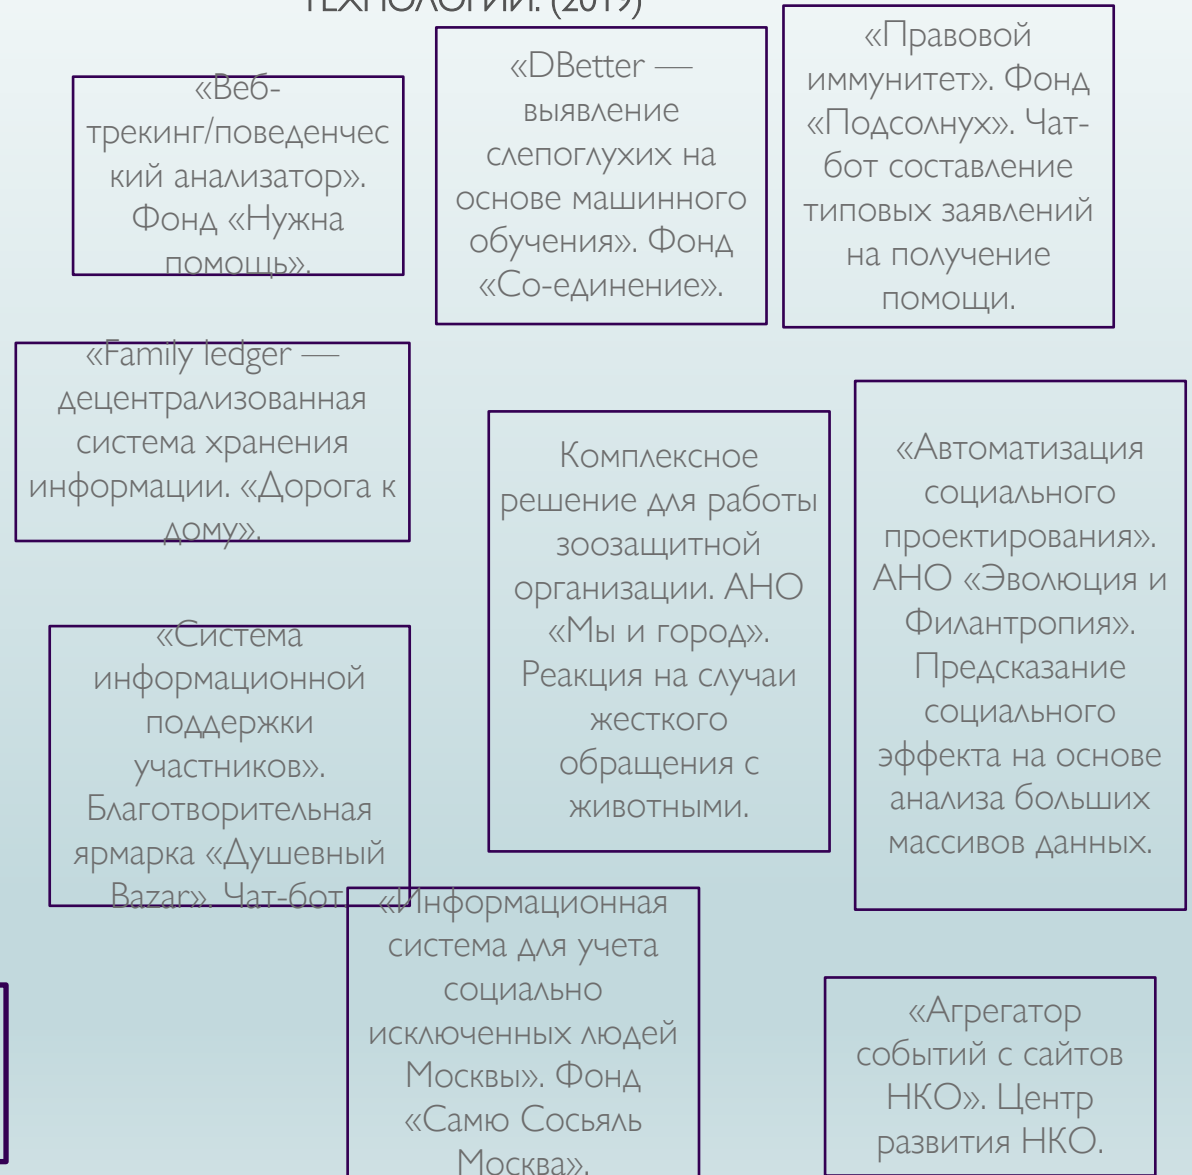 ТЕХНОЛОГИИ. (2019)
«Веб-
трекинг/поведенчес
кий анализатор».
Фонд «Нужна
помощь».
«DBetter —
выявление
слепоглухих на
основе машинного
обучения». Фонд
«Со-единение».
«Правовой
иммунитет». Фонд
«Подсолнух». Чат-
бот составление
типовых заявлений
на получение
помощи.
«Family ledger —
децентрализованная
система хранения
информации. «Дорога к
дому».
Комплексное
решение для работы
зоозащитной
организации. АНО
«Мы и город».
Реакция на случаи
жесткого
обращения с
животными.
«Автоматизация
социального
проектирования».
АНО «Эволюция и
Филантропия».
Предсказание
социального
эффекта на основе
анализа больших
массивов данных.
«Система
информационной
поддержки
участников».
Благотворительная
ярмарка «Душевный
Bazar». Чат-бот
«Информационная
система для учета
социально
исключенных людей
Москвы». Фонд
«Самю Сосьяль
Москва».
«Агрегатор
событий с сайтов
НКО». Центр
развития НКО.